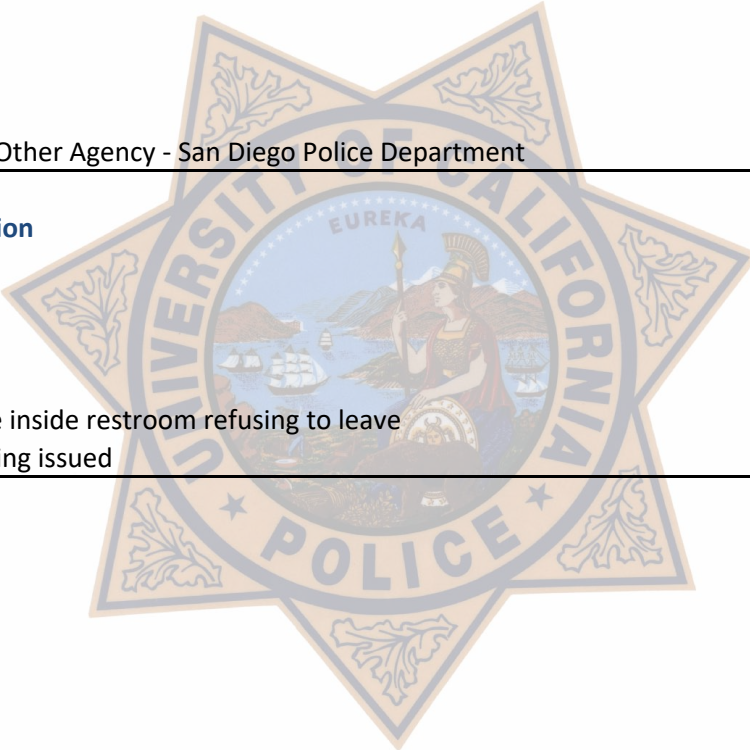 Other Agency - San Diego Police Department
ion
EUREKA
UNIVERSITY OF CALIFORNIA
e inside restroom refusing to leave
ing issued
POLICE